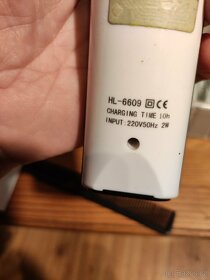 HL-6609 CE
CHARGING TIME 10h
INPUT 220V50Hz 2W